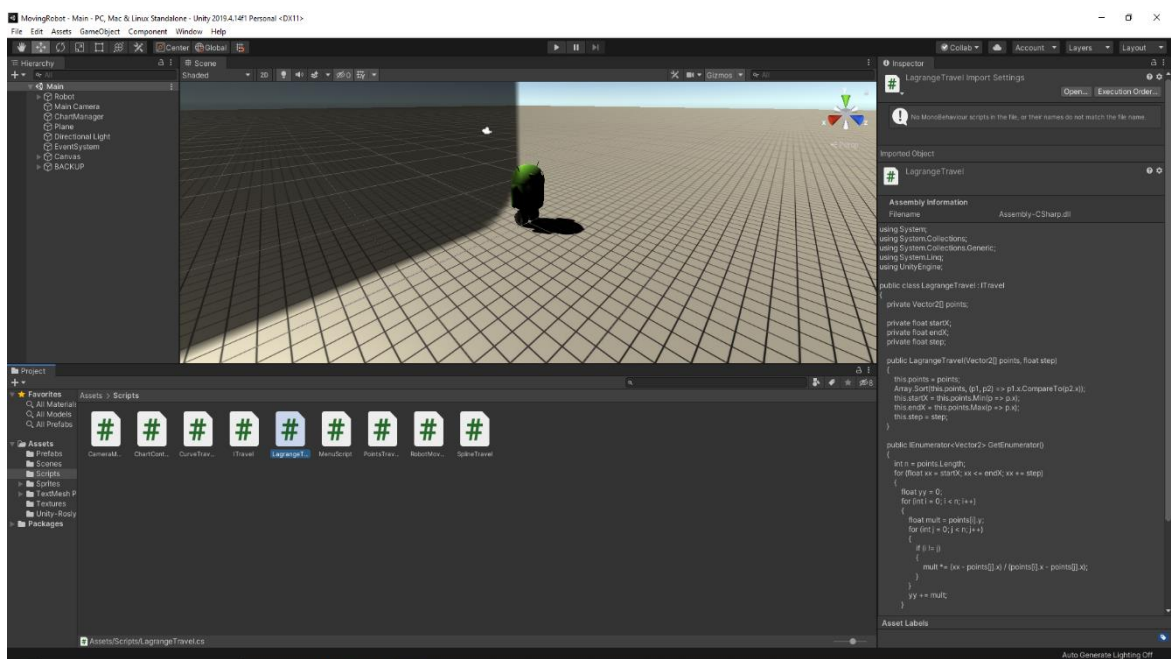 MovingRobot - Main - PC, Mac & Linux Standalone - Unity 2019.4.14f1 Personal <DX11>
File Edit Assets GameObject Component Window Help
Center Global
Collab Account Layers Layout
Hierarchy
All
Main
Robot
Main Camera
ChartManager
Plane
Directional Light
EventSystem
Canvas
BACKUP
Scene
Shaded 2D 0 Gizmos All
x z
Persp
Project
8
Favorites
All Material
All Models
All Prefabs
Assets
Prefabs
Scenes
Scripts
Sprites
TextMesh P
Textures
Unity-Rosly
Packages
Assets > Scripts
# # # # # # # # # #
CameraM... ChartCont... CurveTrav... ITravel LagrangeT... MenuScript PointsTrav... RobotMov... SplineTravel
Assets/Scripts/LagrangeTravel.cs
Inspector
LagrangeTravel Import Settings
Open... Execution Order...
No MonoBehaviour scripts in the file, or their names do not match the file name.
Imported Object
# LagrangeTravel
Assembly Information
Filename Assembly-CSharp.dll
using System;
using System.Collections;
using System.Collections.Generic;
using System.Linq;
using UnityEngine;
public class LagrangeTravel : ITravel
{
private Vector2[] points;
private float startX;
private float endX;
private float step;
public LagrangeTravel(Vector2[] points, float step)
{
this.points = points;
Array.Sort(this.points, (p1, p2) => p1.x.CompareTo(p2.x));
this.startX = this.points.Min(p => p.x);
this.endX = this.points.Max(p => p.x);
this.step = step;
}
public IEnumerator<Vector2> GetEnumerator()
{
int n = points.Length;
for (float xx = startX; xx <= endX; xx += step)
{
float yy = 0;
for (int i = 0; i < n; i++)
{
float mult = points[i].y;
for (int j = 0; j < n; j++)
{
if (i != j)
{
mult *= (xx - points[j].x) / (points[i].x - points[j].x);
}
}
yy += mult;
}
Asset Labels
Auto Generate Lighting Off